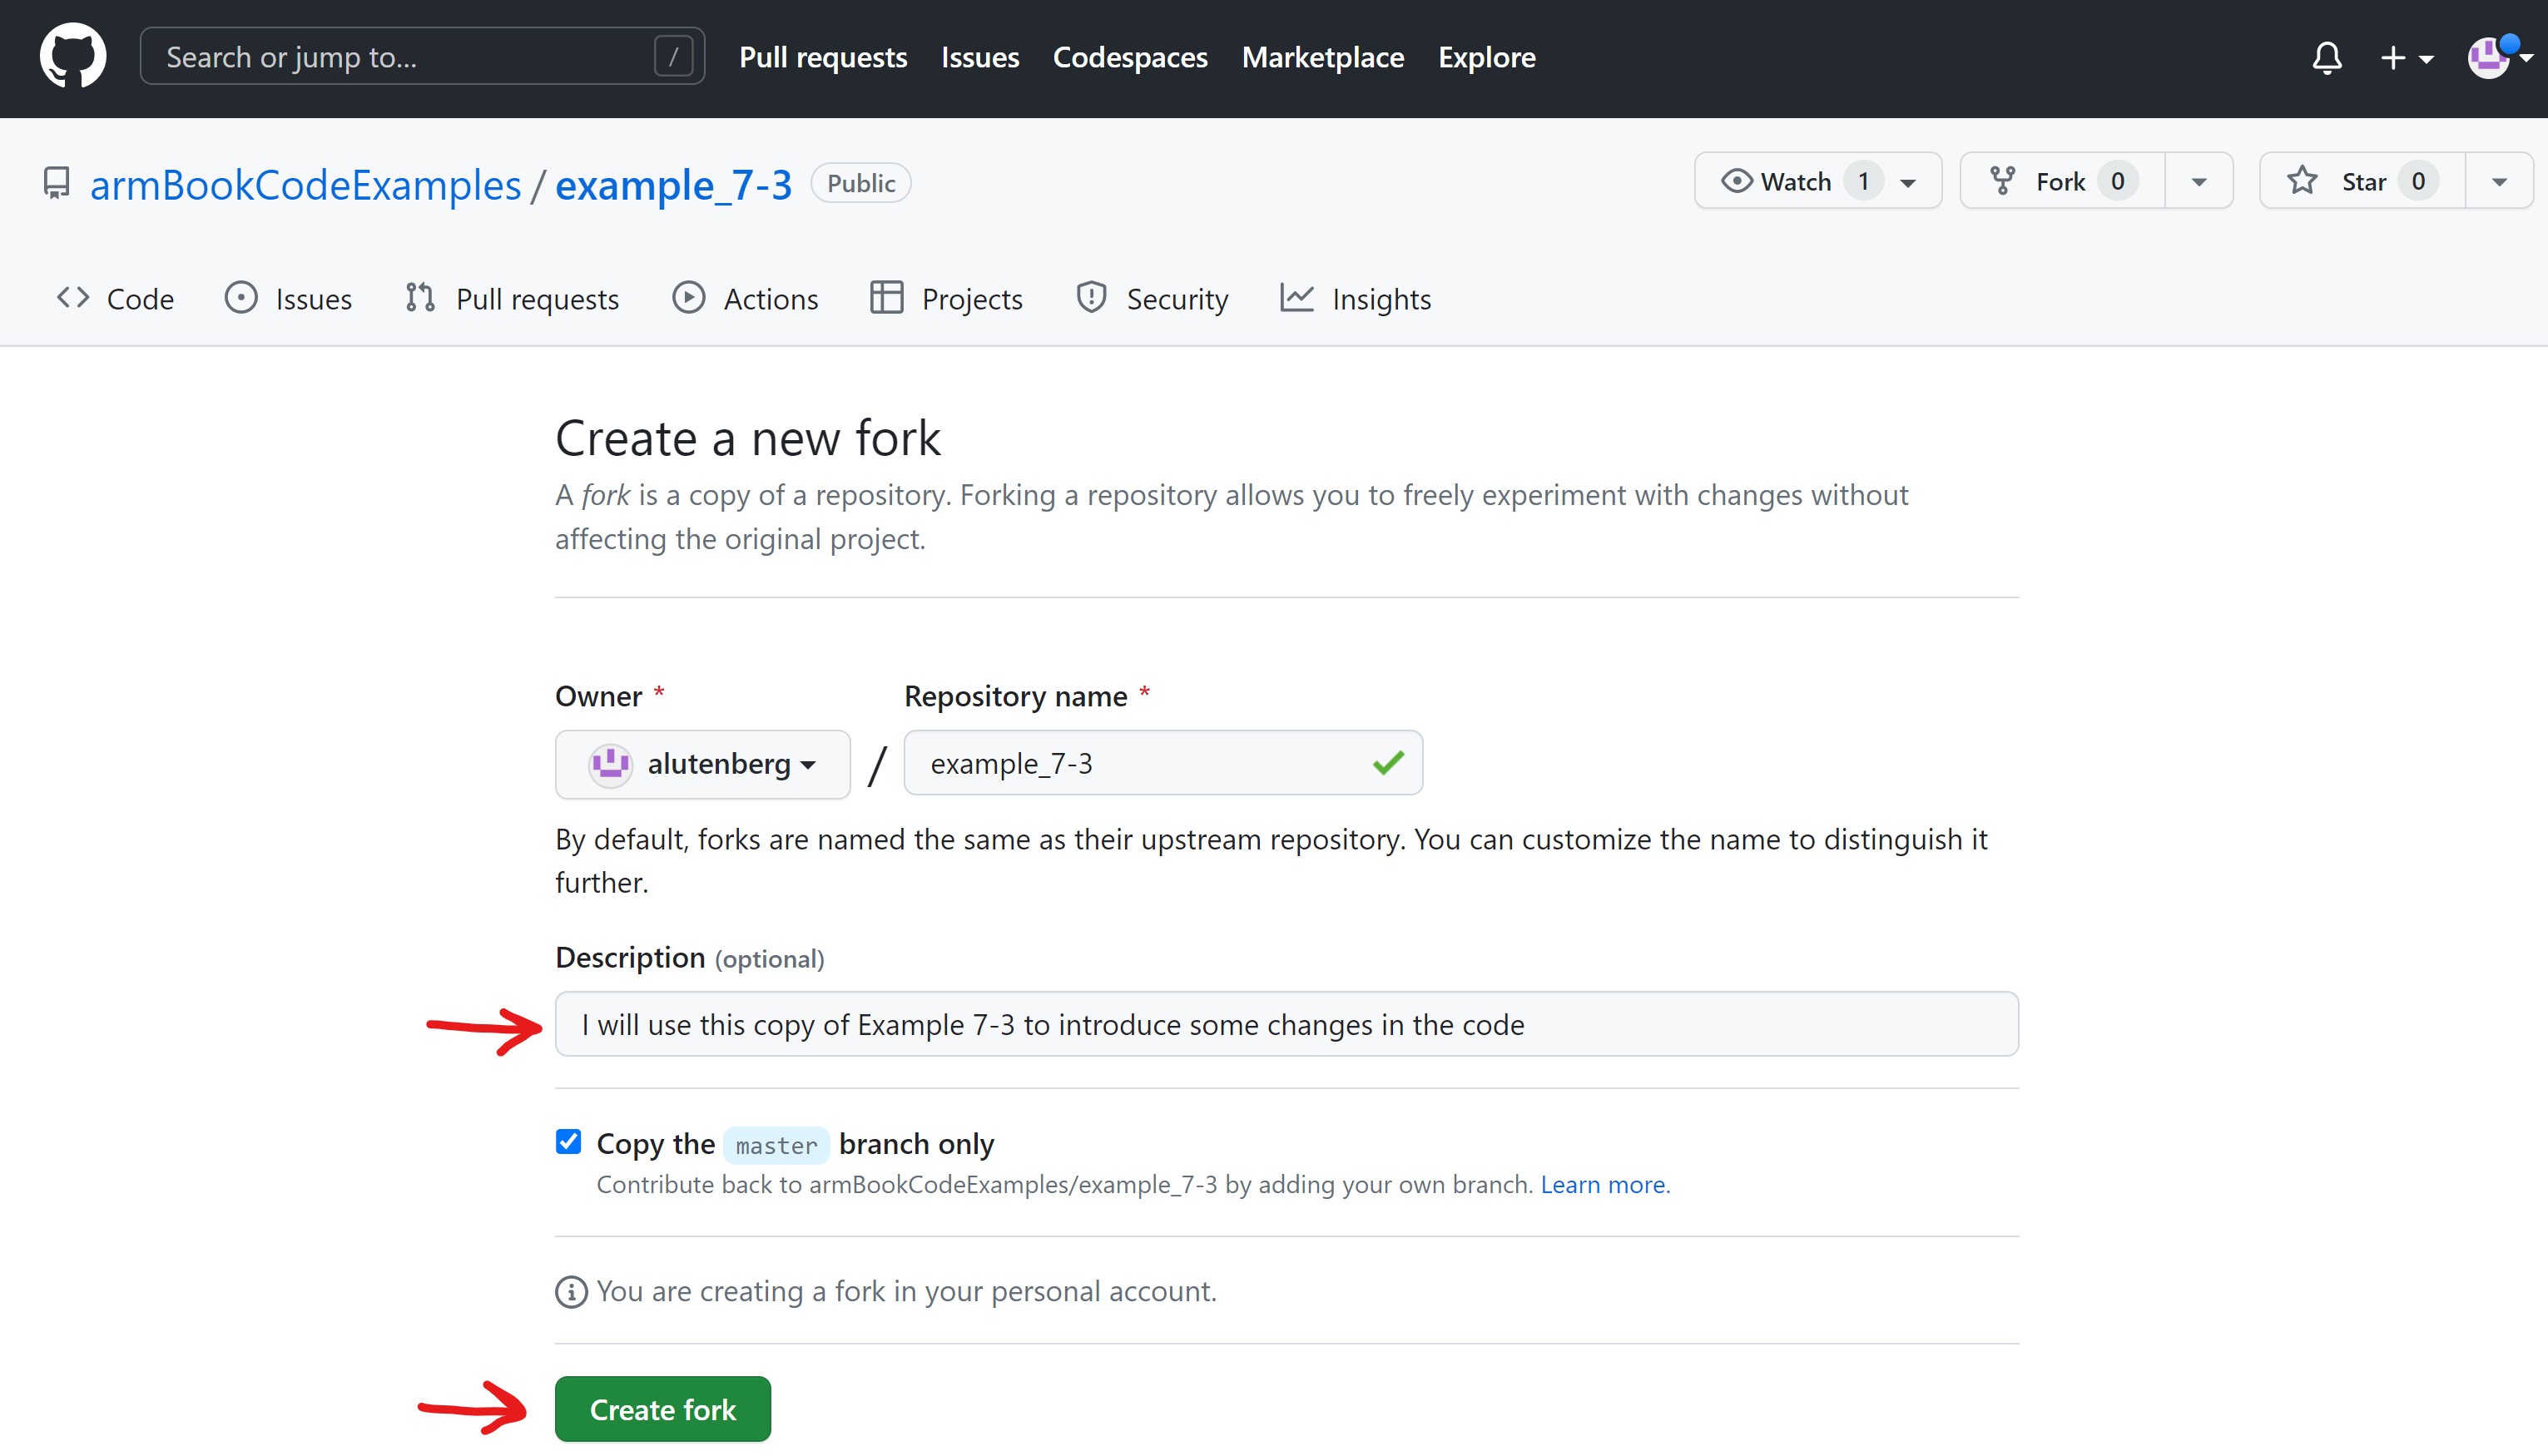 Search or jump to... / Pull requests Issues Codespaces Marketplace Explore
armBookCodeExamples / example_7-3 Public Watch 1 Fork 0 Star 0
Code Issues Pull requests Actions Projects Security Insights
Create a new fork
A fork is a copy of a repository. Forking a repository allows you to freely experiment with changes without
affecting the original project.
Owner * Repository name *
alutenberg / example_7-3
By default, forks are named the same as their upstream repository. You can customize the name to distinguish it
further.
Description (optional)
I will use this copy of Example 7-3 to introduce some changes in the code
Copy the master branch only
Contribute back to armBookCodeExamples/example_7-3 by adding your own branch. Learn more.
You are creating a fork in your personal account.
Create fork